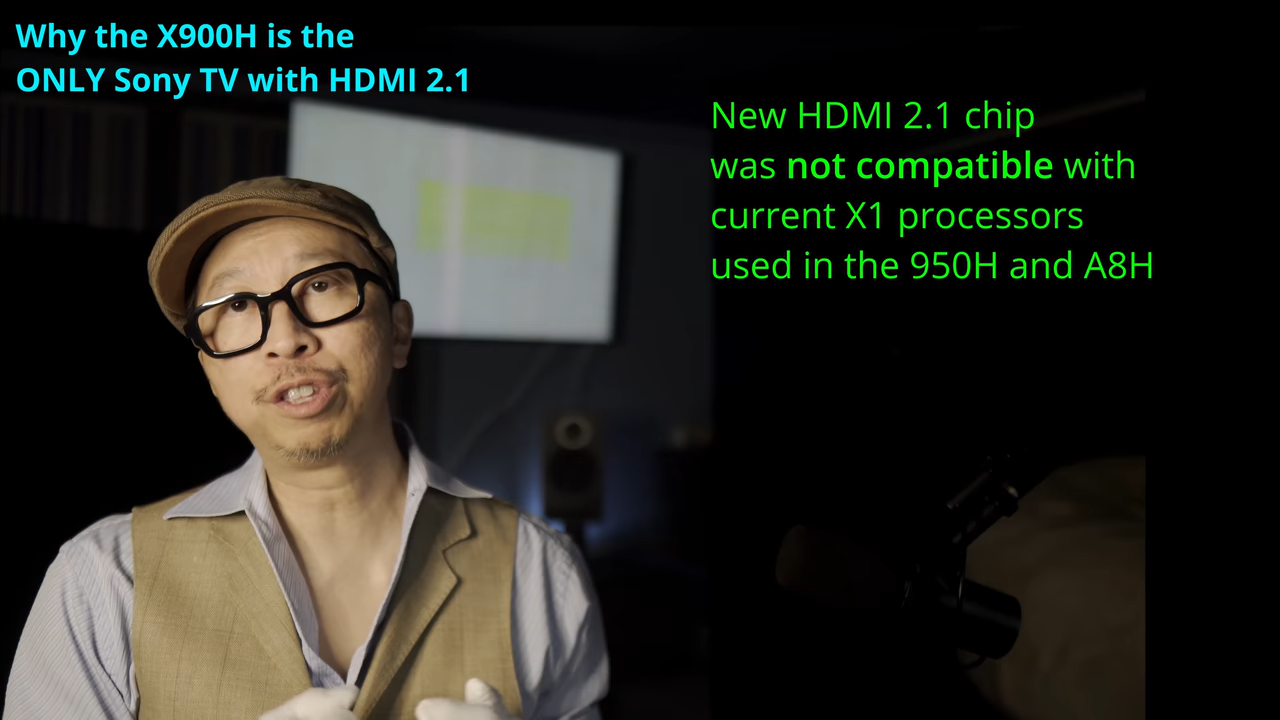 Why the X900H is the
ONLY Sony TV with HDMI 2.1
New HDMI 2.1 chip
was not compatible with
current X1 processors
used in the 950H and A8H